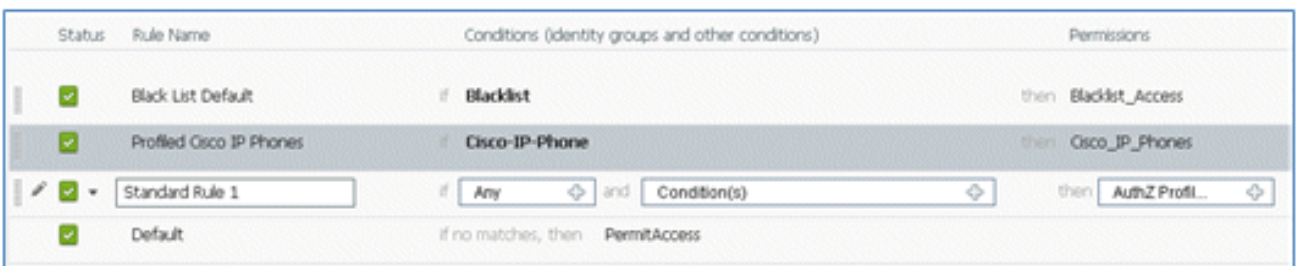 Status Rule Name Conditions (identity groups and other conditions) Permissions
Black List Default if Blacklist then Blacklist_Access
Profiled Cisco IP Phones if Cisco-IP-Phone then Cisco_IP_Phones
Standard Rule 1 if Any and Condition(s) then AuthZ Profil...
Default if no matches, then PermitAccess